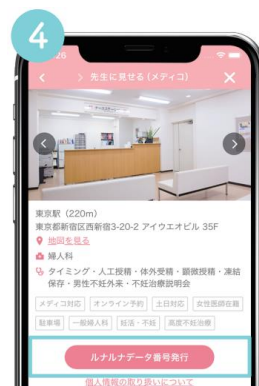 4
26
先生に見せる(メディコ)
東京駅（220m）
東京都新宿区西新宿3-20-2 アイウエオビル 35F
地図を見る
婦人科
タイミング・人工授精・体外受精・顕微授精・凍結
保存・男性不妊外来・不妊治療説明会
メディコ対応 オンライン予約 土日対応 女性医師在籍
駐車場 一般婦人科 妊活・不妊 高度不妊治療
ルナルナデータ番号発行
個人情報の取り扱いについて